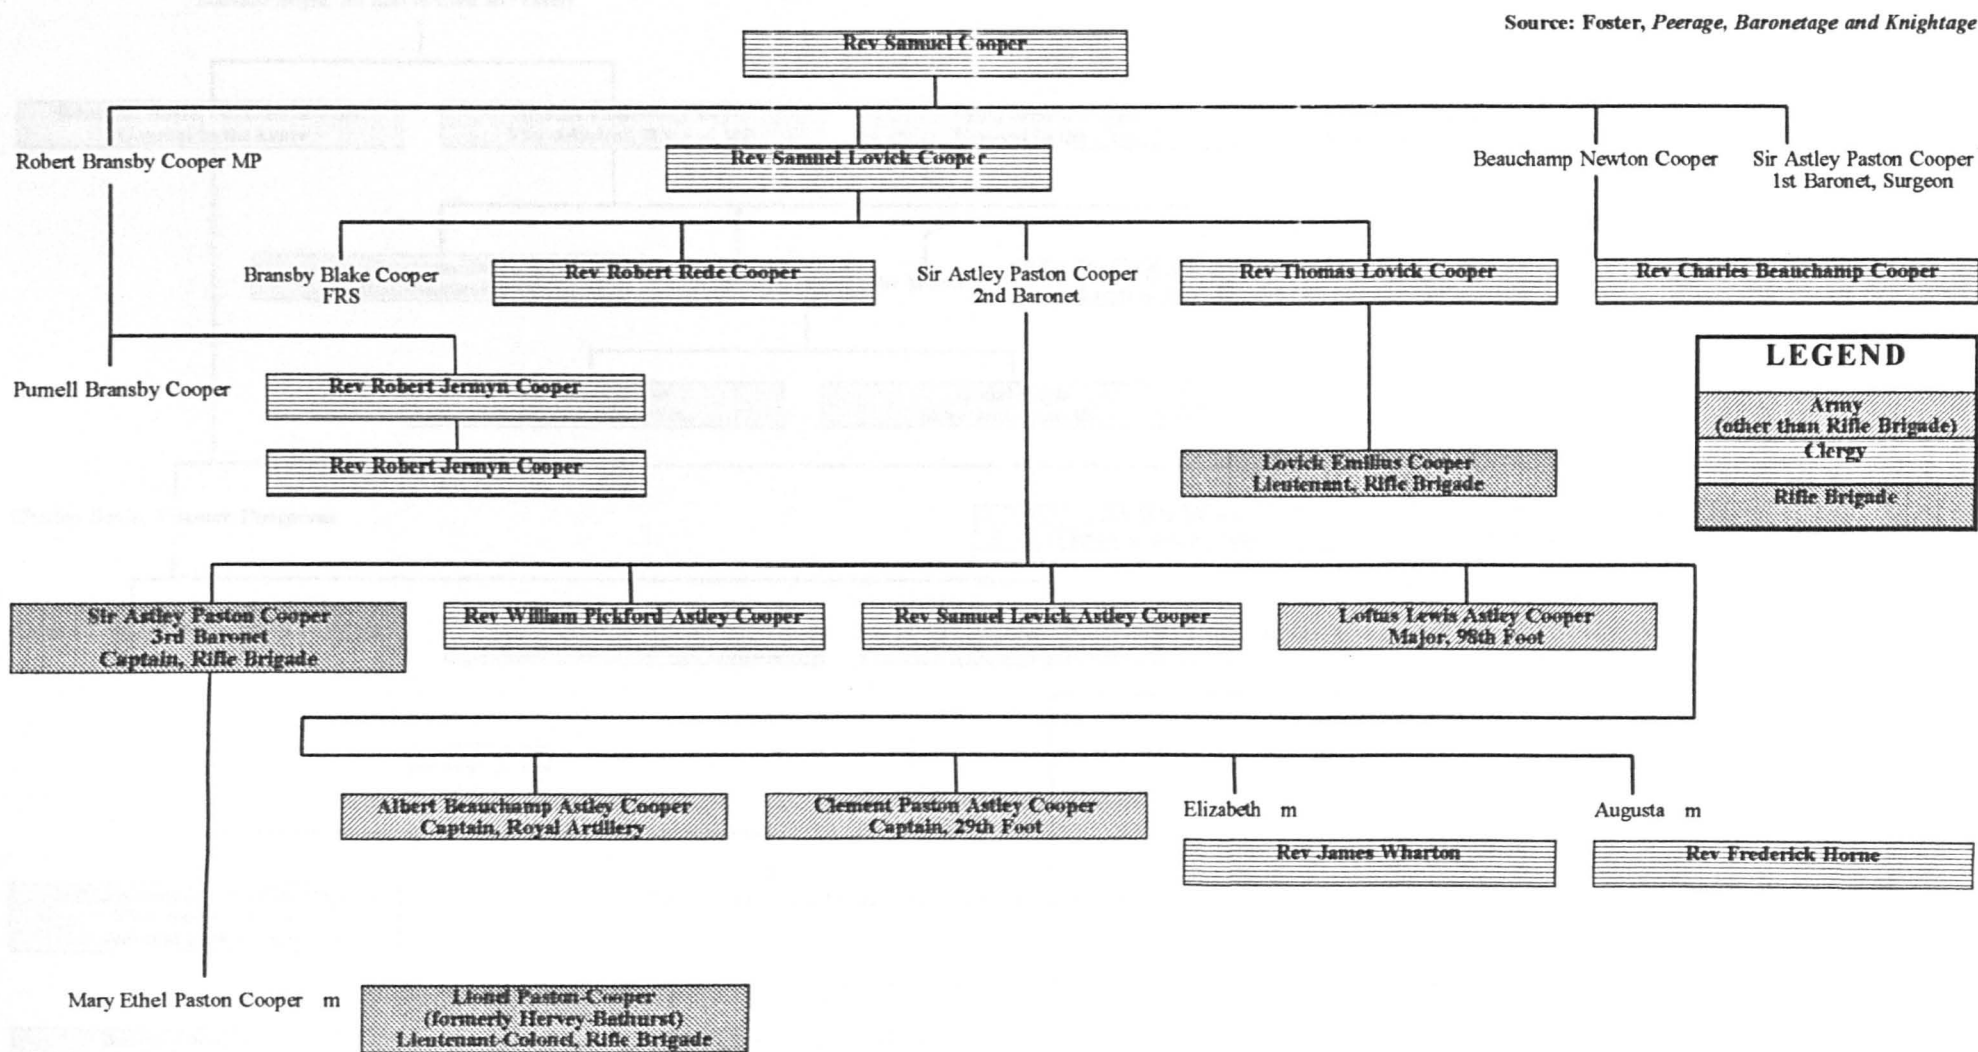 Source: Foster, Peerage, Baronetage and Knightage
Rev Samuel Cooper
Robert Bransby Cooper MP
Rev Samuel Lovick Cooper
Beauchamp Newton Cooper
Sir Astley Paston Cooper
1st Baronet, Surgeon
Bransby Blake Cooper
FRS
Rev Robert Rede Cooper
Sir Astley Paston Cooper
2nd Baronet
Rev Thomas Lovick Cooper
Rev Charles Beauchamp Cooper
Purnell Bransby Cooper
Rev Robert Jermyn Cooper
Rev Robert Jermyn Cooper
Lovick Emilius Cooper
Lieutenant, Rifle Brigade
LEGEND
Army
(other than Rifle Brigade)
Clergy
Rifle Brigade
Sir Astley Paston Cooper
3rd Baronet
Captain, Rifle Brigade
Rev William Pickford Astley Cooper
Rev Samuel Levick Astley Cooper
Loftus Lewis Astley Cooper
Major, 98th Foot
Albert Beauchamp Astley Cooper
Captain, Royal Artillery
Clement Paston Astley Cooper
Captain, 29th Foot
Elizabeth m
Rev James Wharton
Augusta m
Rev Frederick Horne
Mary Ethel Paston Cooper m
Lionel Paston-Cooper
(formerly Hervey-Bathurst)
Lieutenant-Colonel, Rifle Brigade